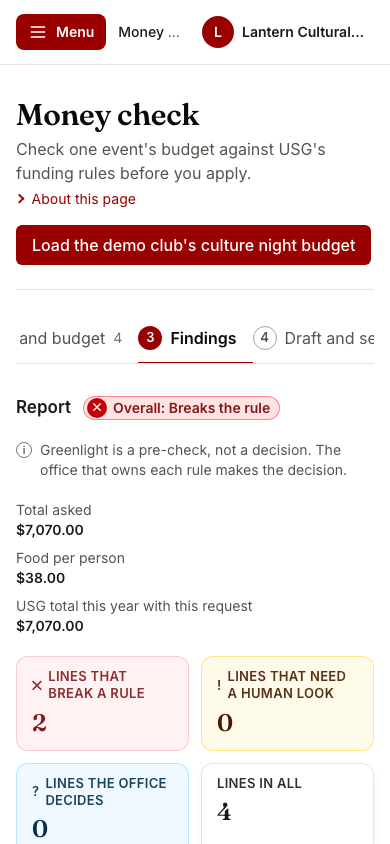 Menu
Money ...
L
Lantern Cultural...
Money check
Check one event's budget against USG's
funding rules before you apply.
About this page
Load the demo club's culture night budget
and budget 4
3 Findings
4 Draft and se
Report
Overall: Breaks the rule
Greenlight is a pre-check, not a decision. The
office that owns each rule makes the decision.
Total asked
$7,070.00
Food per person
$38.00
USG total this year with this request
$7,070.00
LINES THAT
BREAK A RULE
2
! LINES THAT NEED
A HUMAN LOOK
0
? LINES THE OFFICE
DECIDES
0
LINES IN ALL
4